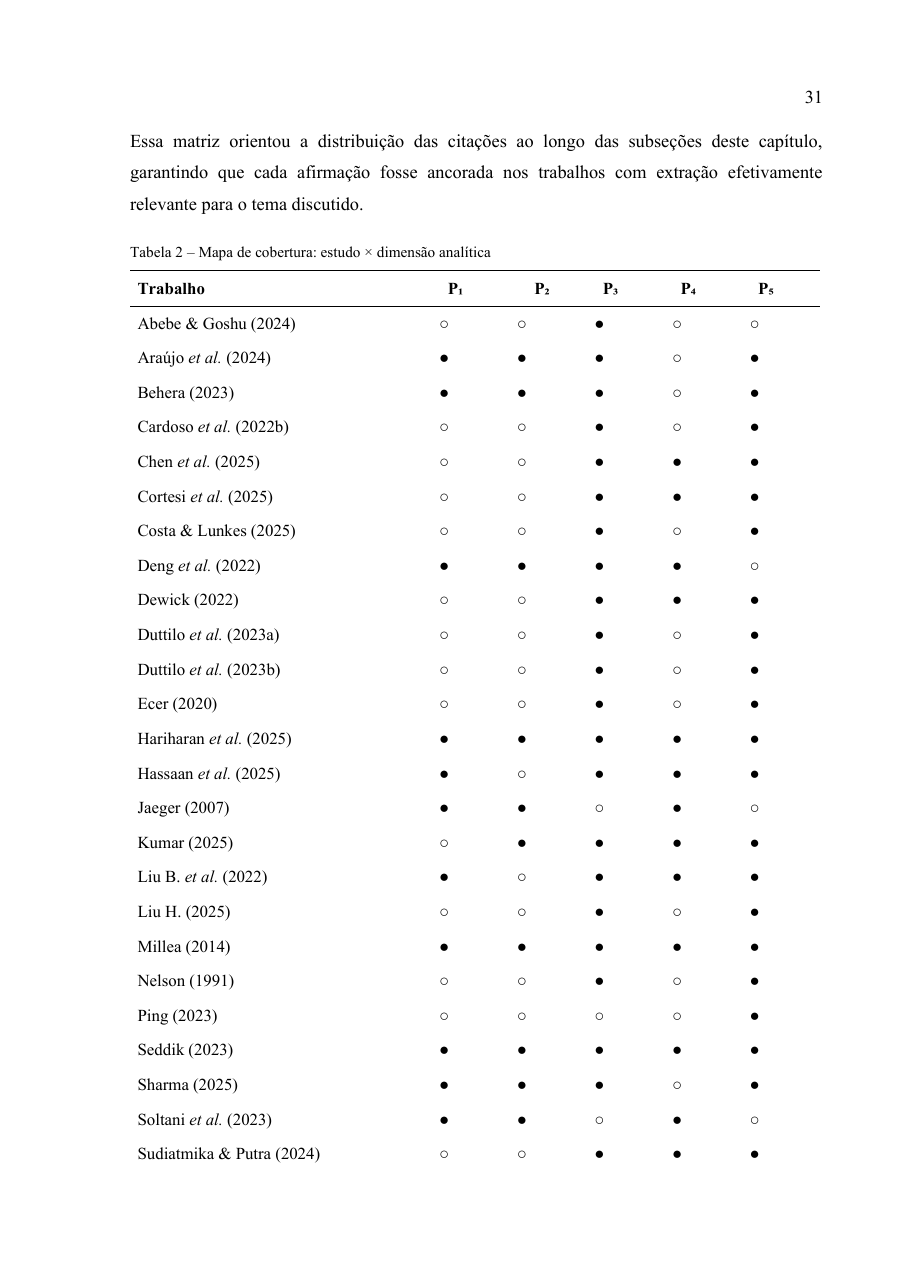 31
Essa matriz orientou a distribuição das citações ao longo das subseções deste capítulo,
garantindo que cada afirmação fosse ancorada nos trabalhos com extração efetivamente
relevante para o tema discutido.
Tabela 2 – Mapa de cobertura: estudo × dimensão analítica
Trabalho P₁ P₂ P₃ P₄ P₅
Abebe & Goshu (2024) ○ ○ ● ○ ○
Araújo et al. (2024) ● ● ● ○ ●
Behera (2023) ● ● ● ○ ●
Cardoso et al. (2022b) ○ ○ ● ○ ●
Chen et al. (2025) ○ ○ ● ● ●
Cortesi et al. (2025) ○ ○ ● ● ●
Costa & Lunkes (2025) ○ ○ ● ○ ●
Deng et al. (2022) ● ● ● ● ○
Dewick (2022) ○ ○ ● ● ●
Duttilo et al. (2023a) ○ ○ ● ○ ●
Duttilo et al. (2023b) ○ ○ ● ○ ●
Ecer (2020) ○ ○ ● ○ ●
Hariharan et al. (2025) ● ● ● ● ●
Hassaan et al. (2025) ● ○ ● ● ●
Jaeger (2007) ● ● ○ ● ○
Kumar (2025) ○ ● ● ● ●
Liu B. et al. (2022) ● ○ ● ● ●
Liu H. (2025) ○ ○ ● ○ ●
Millea (2014) ● ● ● ● ●
Nelson (1991) ○ ○ ● ○ ●
Ping (2023) ○ ○ ○ ○ ●
Seddik (2023) ● ● ● ● ●
Sharma (2025) ● ● ● ○ ●
Soltani et al. (2023) ● ● ○ ● ○
Sudiatmika & Putra (2024) ○ ○ ● ● ●